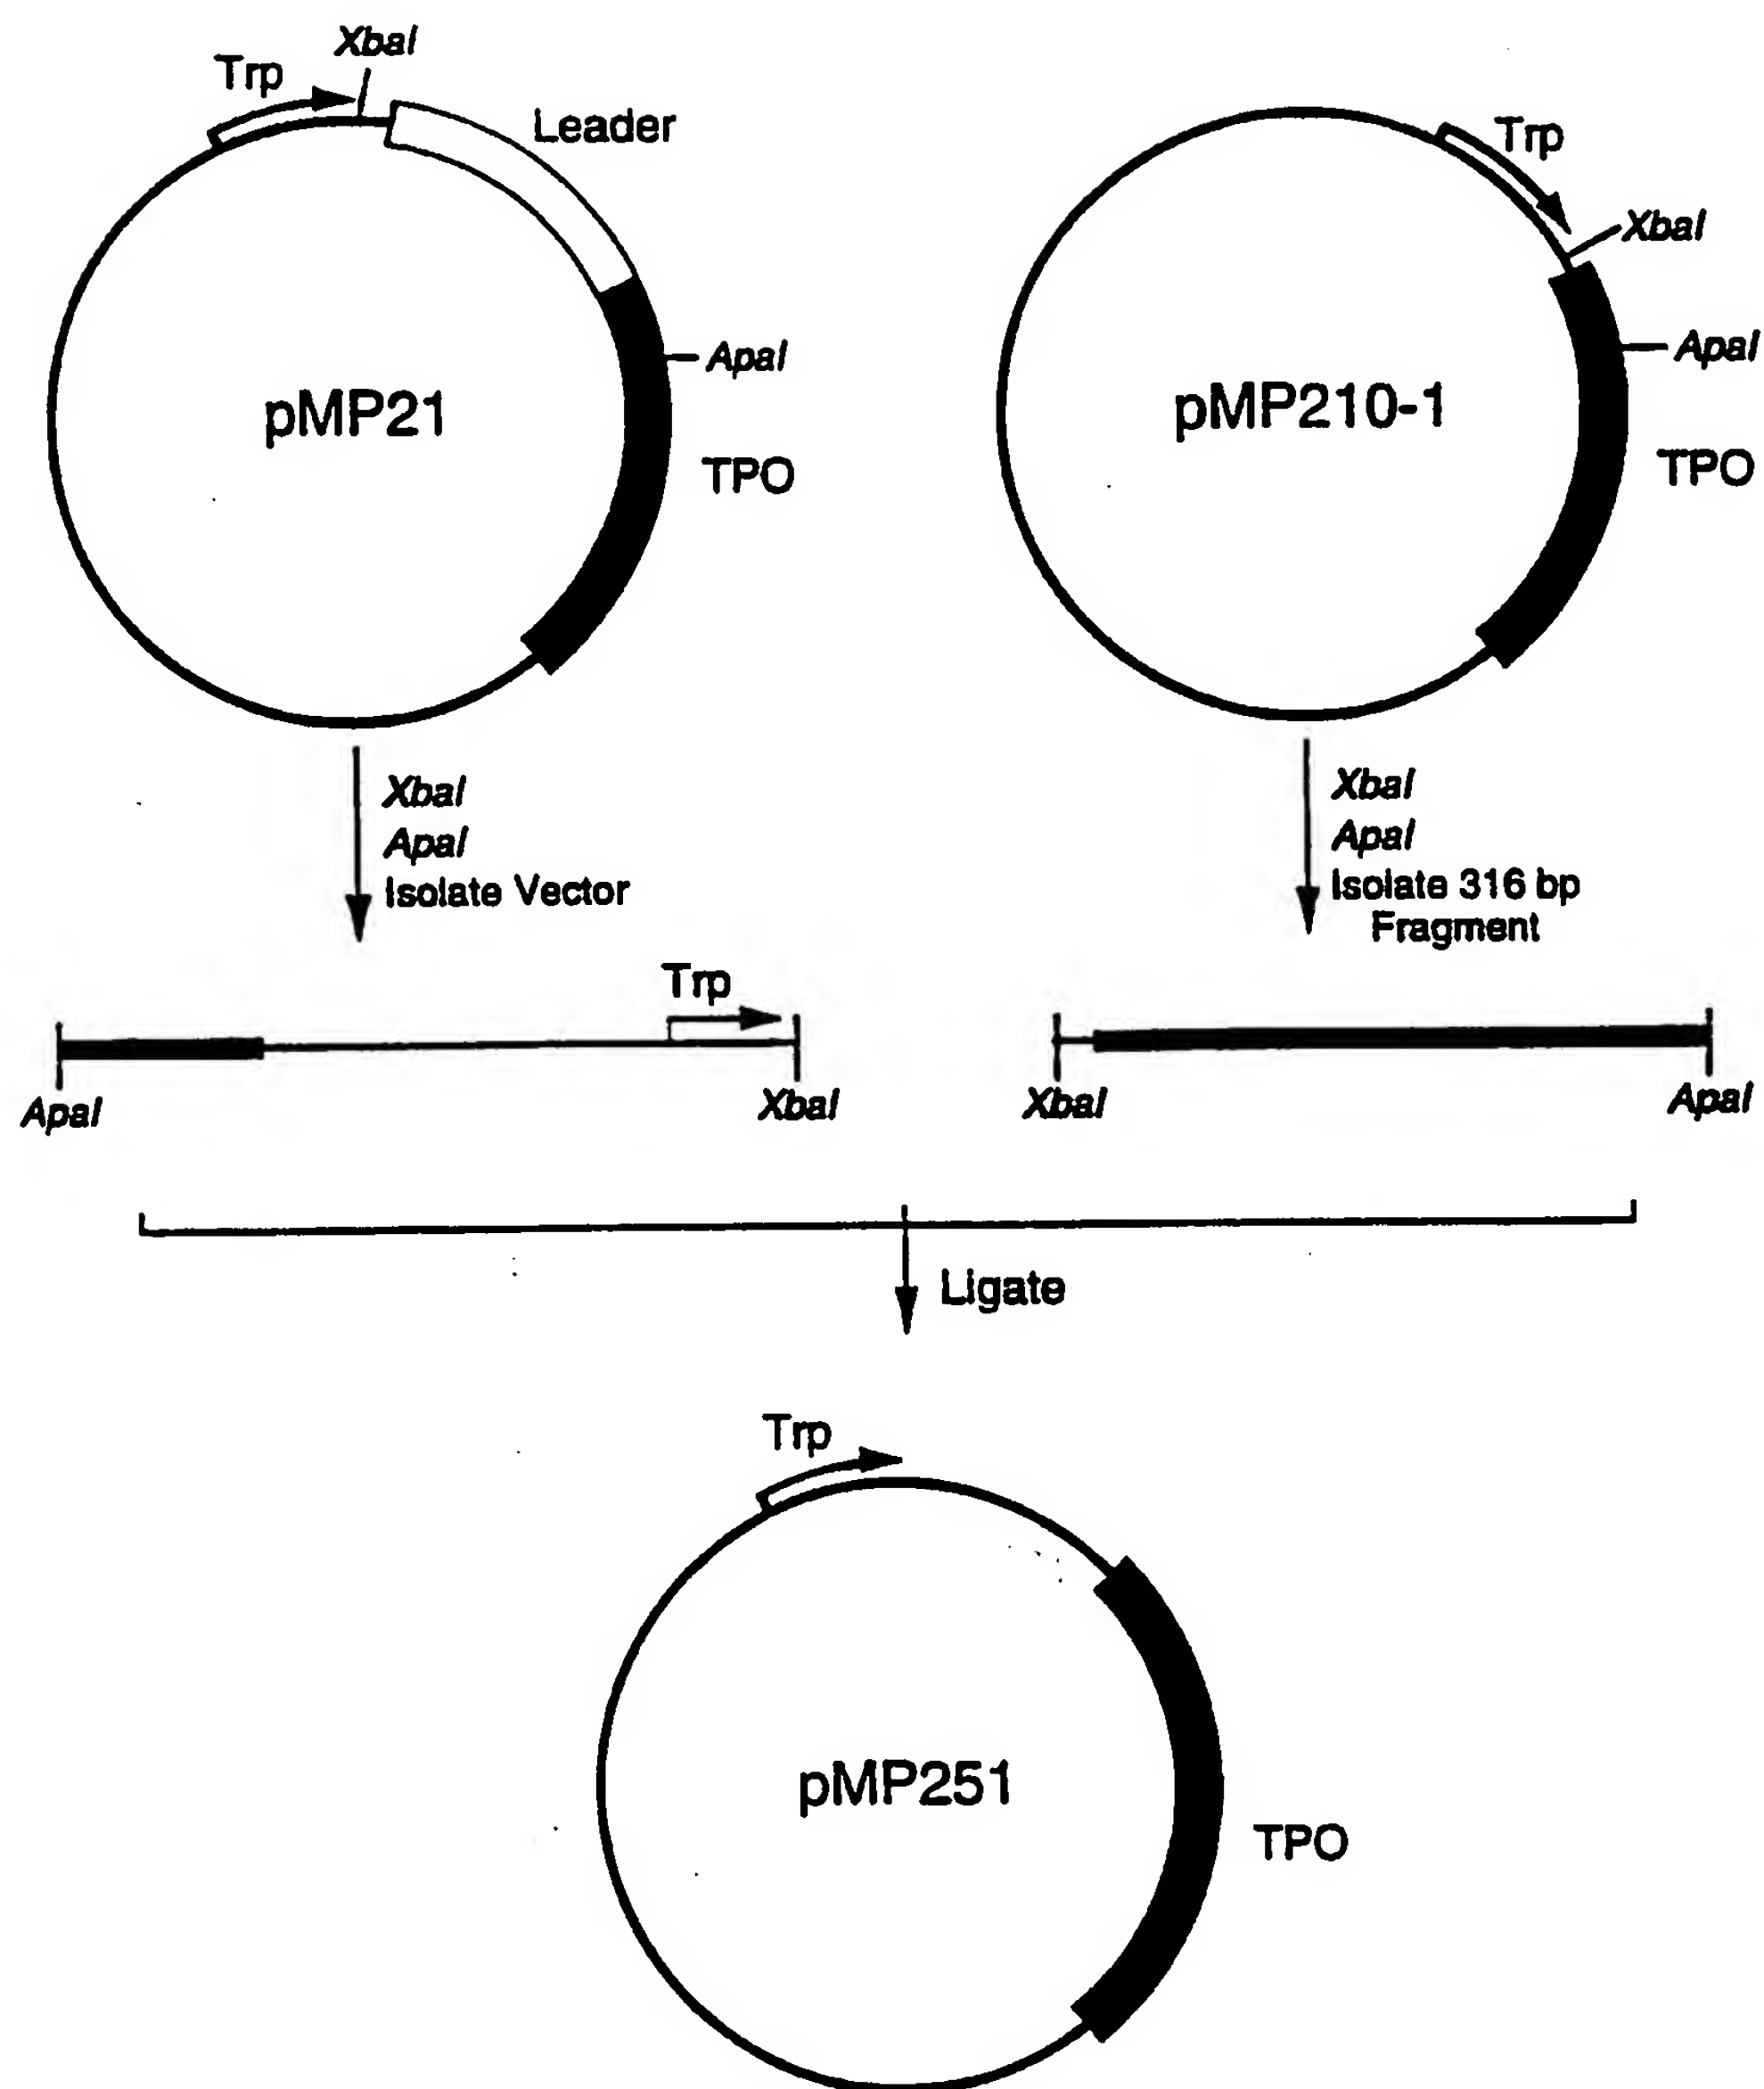 XbaI
Trp
Leader
ApaI
pMP21
TPO
Trp
XbaI
ApaI
pMP210-1
TPO
XbaI
ApaI
Isolate Vector
XbaI
ApaI
Isolate 316 bp
Fragment
Trp
ApaI
XbaI
XbaI
ApaI
Ligate
Trp
pMP251
TPO